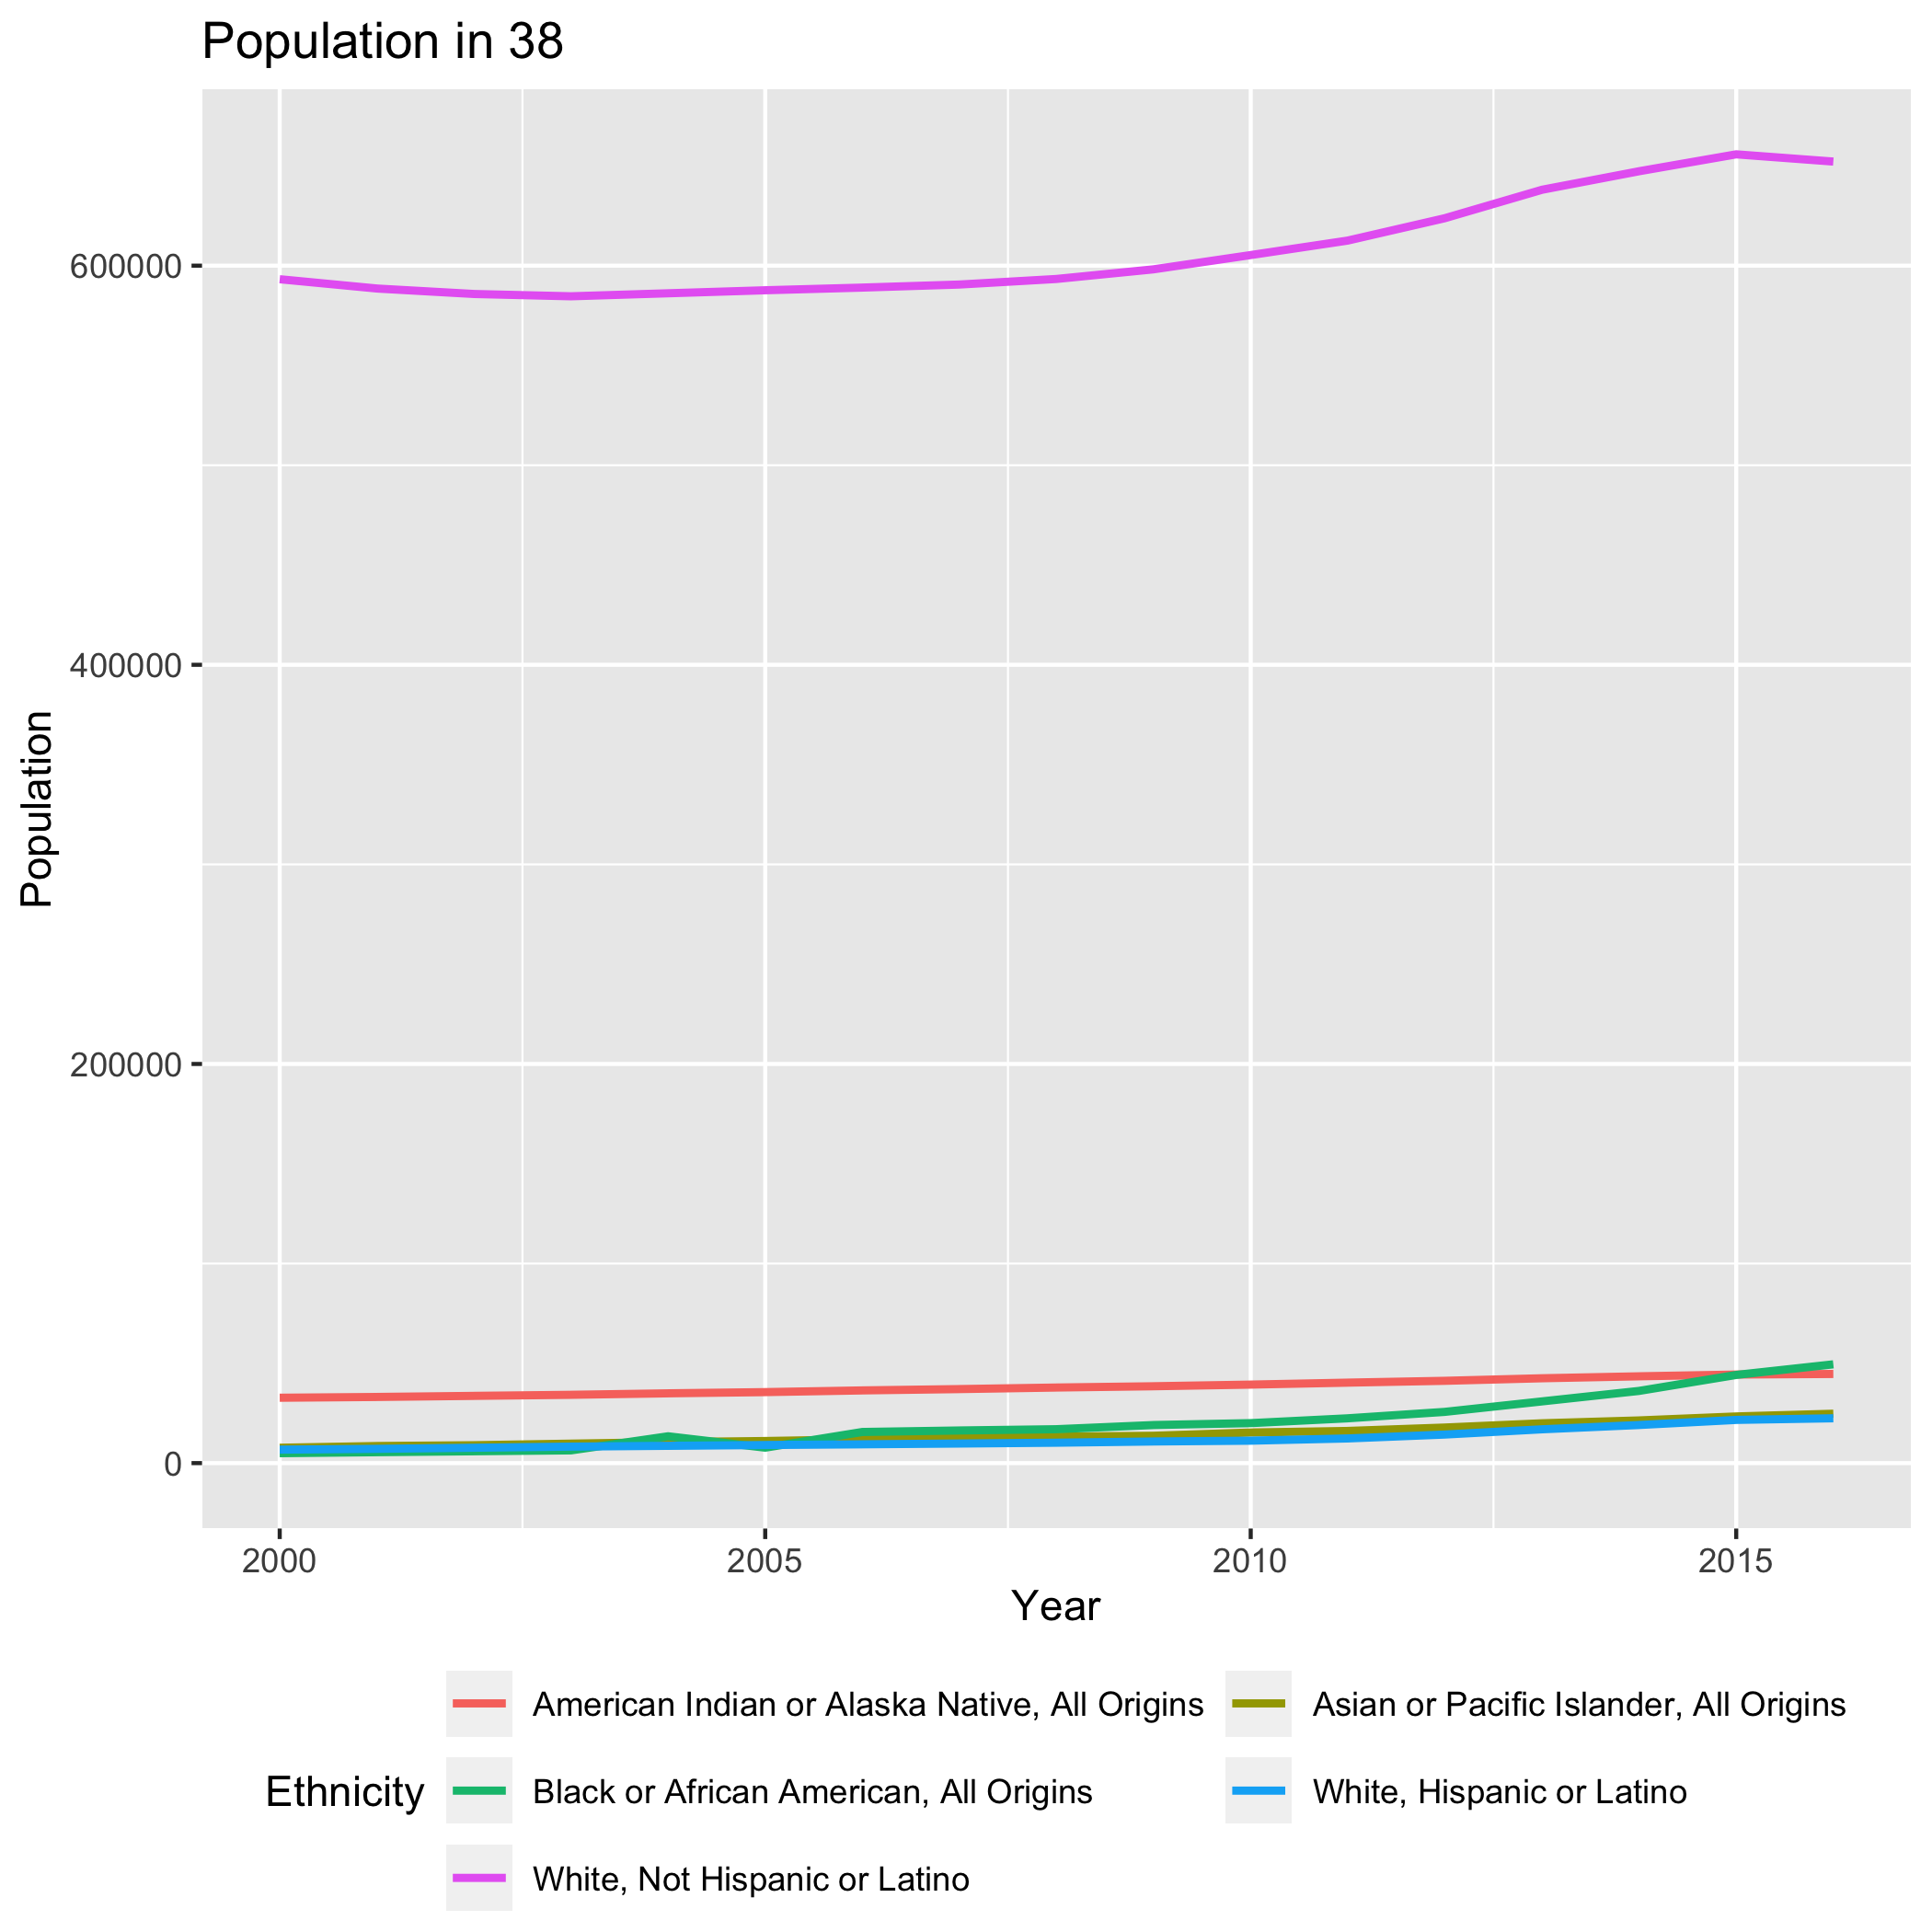 Population in 38
Population
600000
400000
200000
0
2000 2005 2010 2015
Year
Ethnicity
American Indian or Alaska Native, All Origins
Asian or Pacific Islander, All Origins
Black or African American, All Origins
White, Hispanic or Latino
White, Not Hispanic or Latino